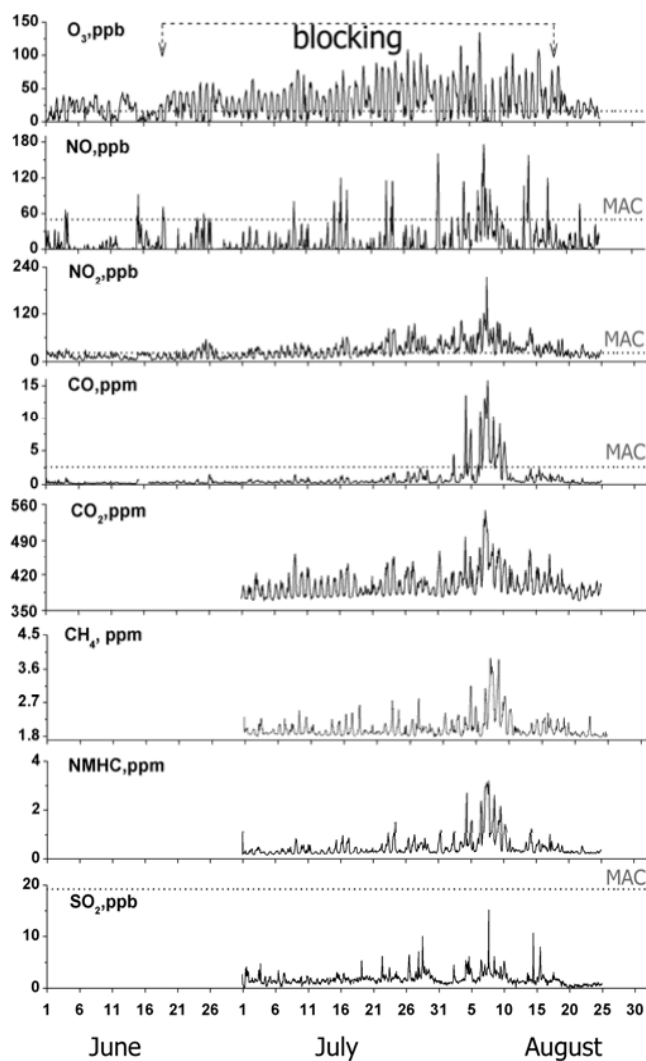 150
O3,ppb
blocking
100
50
0
180
NO,ppb
120
MAC
60
0
240
NO2,ppb
120
MAC
0
15
CO,ppm
10
5
MAC
0
560
CO2,ppm
490
420
350
4.5
CH4, ppm
3.6
2.7
1.8
4
NMHC,ppm
2
0
MAC
20
SO2,ppb
10
0
1 6 11 16 21 26 1 6 11 16 21 26 31 5 10 15 20 25 30
June July August